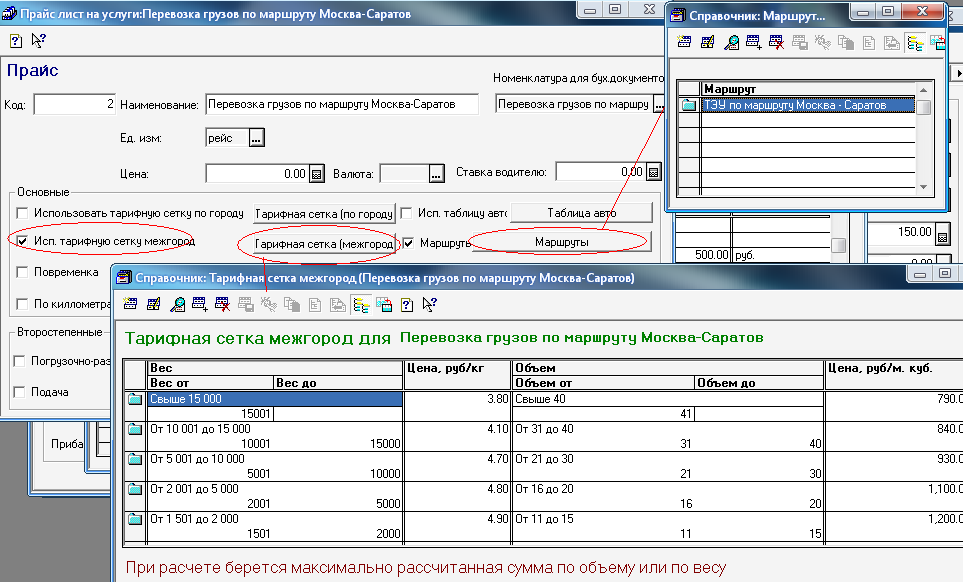 Прайс лист на услуги:Перевозка грузов по маршруту Москва-Саратов
Справочник: Маршрут...
Прайс
Номенклатура для бух.документо
Код: 2 Наименование: Перевозка грузов по маршруту Москва-Саратов Перевозка грузов по маршру ...
Маршрут
ТЭУ по маршруту Москва - Саратов
Ед. изм: рейс ...
Цена: 0.00 Валюта: ... Ставка водителю: 0.00
Основные
Использовать тарифную сетку по городу Тарифная сетка (по городу Исп. таблицу авто Таблица авто
Исп. тарифную сетку межгород Тарифная сетка (межгород Маршруты Маршруты
150.00
500.00 руб.
0.00
Повременка
По киллометра
Второстепенные
Погрузочно-раз
Подача
Приба
Справочник: Тарифная сетка межгород (Перевозка грузов по маршруту Москва-Саратов)
Тарифная сетка межгород для Перевозка грузов по маршруту Москва-Саратов
Вес Цена, руб/кг Объем Цена, руб/м. куб.
Вес от Вес до Объем от Объем до
Свыше 15 000 3.80 Свыше 40 790.0
15001 41
От 10 001 до 15 000 4.10 От 31 до 40 840.0
10001 15000 31 40
От 5 001 до 10 000 4.70 От 21 до 30 930.0
5001 10000 21 30
От 2 001 до 5 000 4.80 От 16 до 20 1,100.0
2001 5000 16 20
От 1 501 до 2 000 4.90 От 11 до 15 1,200.0
1501 2000 11 15
При расчете берется максимально рассчитанная сумма по объему или по весу